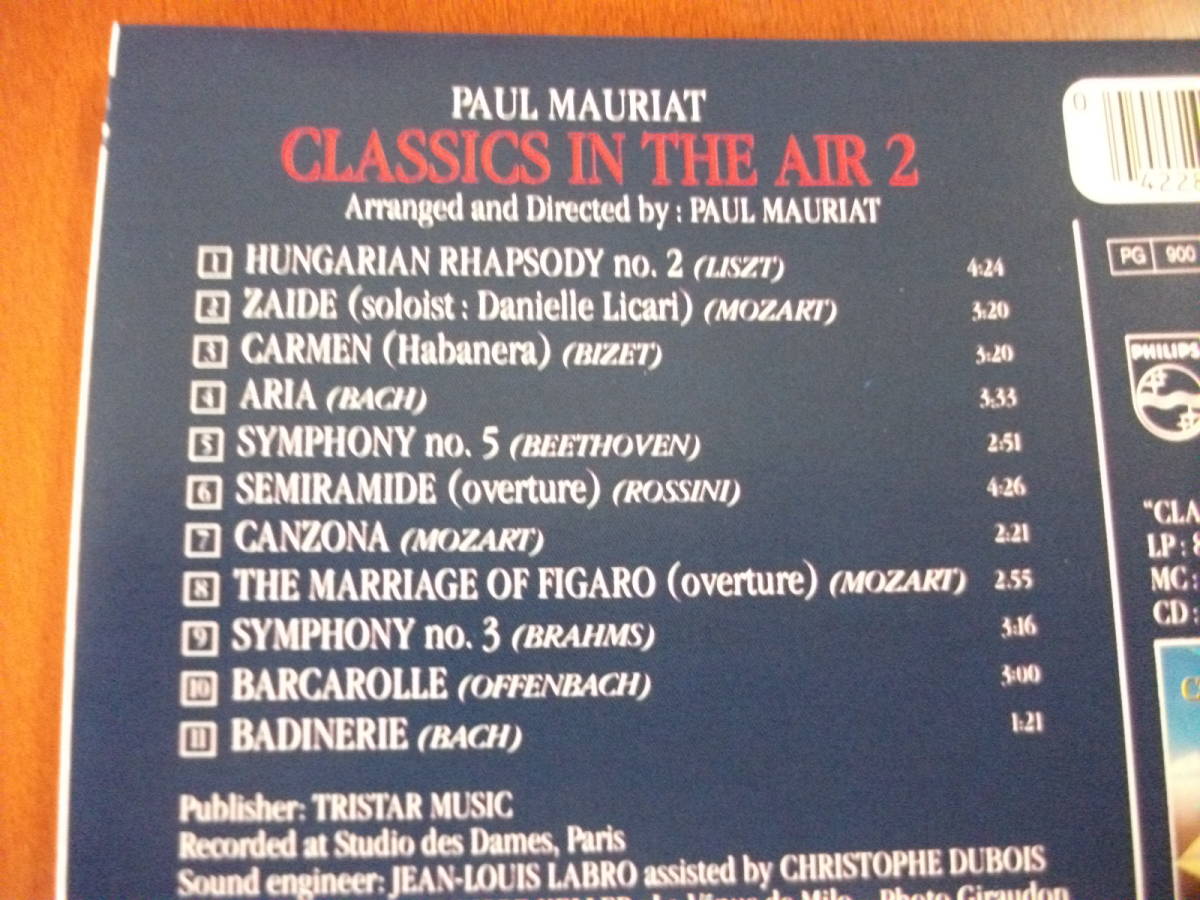 PAUL MAURIAT
CLASSICS IN THE AIR 2
Arranged and Directed by : PAUL MAURIAT
1 HUNGARIAN RHAPSODY no. 2 (LISZT) 4:24
2 ZAIDE (soloist : Danielle Licari) (MOZART) 3:20
3 CARMEN (Habanera) (BIZET) 3:20
4 ARIA (BACH) 3:33
5 SYMPHONY no. 5 (BEETHOVEN) 2:51
6 SEMIRAMIDE (overture) (ROSSINI) 4:26
7 CANZONA (MOZART) 2:21
8 THE MARRIAGE OF FIGARO (overture) (MOZART) 2:55
9 SYMPHONY no. 3 (BRAHMS) 3:16
10 BARCAROLLE (OFFENBACH) 3:00
11 BADINERIE (BACH) 1:21
Publisher: TRISTAR MUSIC
Recorded at Studio des Dames, Paris
Sound engineer: JEAN-LOUIS LABRO assisted by CHRISTOPHE DUBOIS
Photo Giraudon
0
PG 900
PHILIPS
"CLA
LP :
MC :
CD :